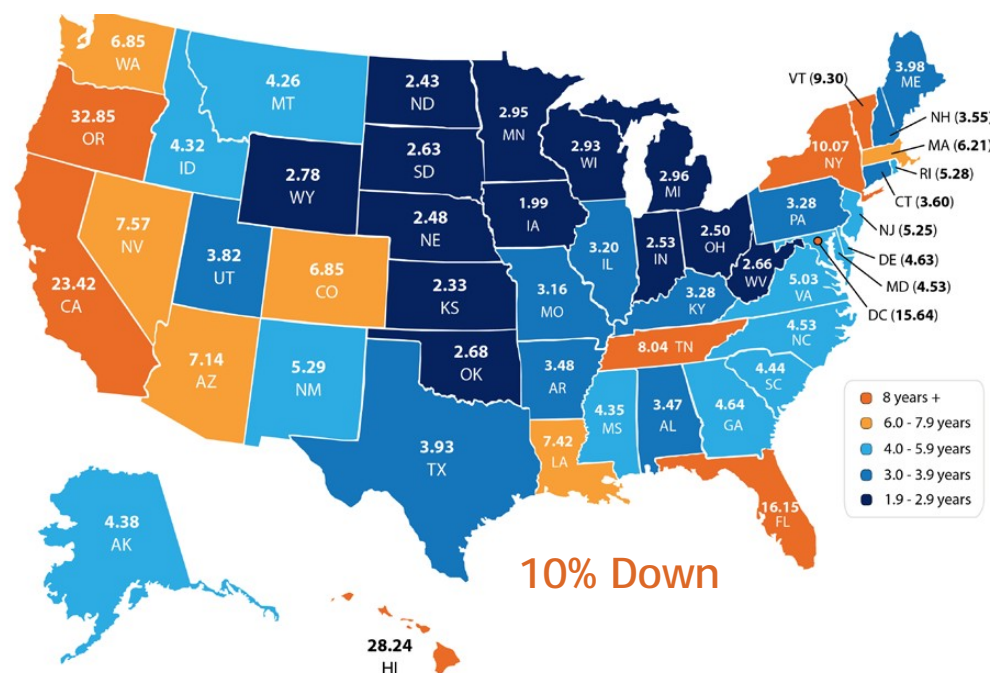 6.85
WA
32.85
OR
23.42
CA
7.57
NV
4.32
ID
4.26
MT
2.78
WY
3.82
UT
6.85
CO
7.14
AZ
5.29
NM
2.43
ND
2.63
SD
2.48
NE
2.33
KS
2.68
OK
3.93
TX
2.95
MN
1.99
IA
3.16
MO
3.48
AR
7.42
LA
2.93
WI
3.20
IL
2.96
MI
2.53
IN
2.50
OH
3.28
KY
8.04 TN
4.35
MS
3.47
AL
4.64
GA
16.15
FL
4.44
SC
4.53
NC
5.03
VA
2.66
WV
3.28
PA
10.07
NY
3.98
ME
VT (9.30)
NH (3.55)
MA (6.21)
RI (5.28)
CT (3.60)
NJ (5.25)
DE (4.63)
MD (4.53)
DC (15.64)
8 years +
6.0 - 7.9 years
4.0 - 5.9 years
3.0 - 3.9 years
1.9 - 2.9 years
4.38
AK
28.24
HI
10% Down